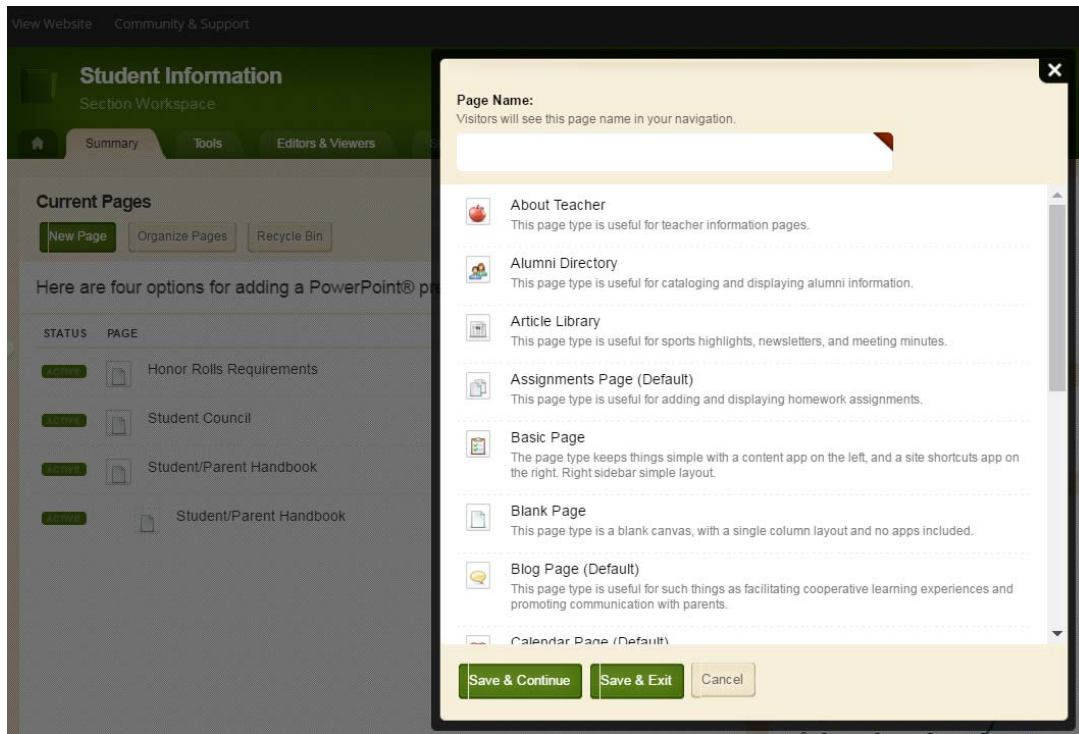 View Website Community & Support
Student Information
Section Workspace
Summary Tools Editors & Viewers
Current Pages
New Page Organize Pages Recycle Bin
Here are four options for adding a PowerPoint®
STATUS PAGE
ACTIVE Honor Rolls Requirements
ACTIVE Student Council
ACTIVE Student/Parent Handbook
ACTIVE Student/Parent Handbook
Page Name:
Visitors will see this page name in your navigation.
About Teacher
This page type is useful for teacher information pages.
Alumni Directory
This page type is useful for cataloging and displaying alumni information.
Article Library
This page type is useful for sports highlights, newsletters, and meeting minutes.
Assignments Page (Default)
This page type is useful for adding and displaying homework assignments.
Basic Page
The page type keeps things simple with a content app on the left, and a site shortcuts app on
the right. Right sidebar simple layout.
Blank Page
This page type is a blank canvas, with a single column layout and no apps included.
Blog Page (Default)
This page type is useful for such things as facilitating cooperative learning experiences and
promoting communication with parents.
Calendar Page (Default)
Save & Continue Save & Exit Cancel